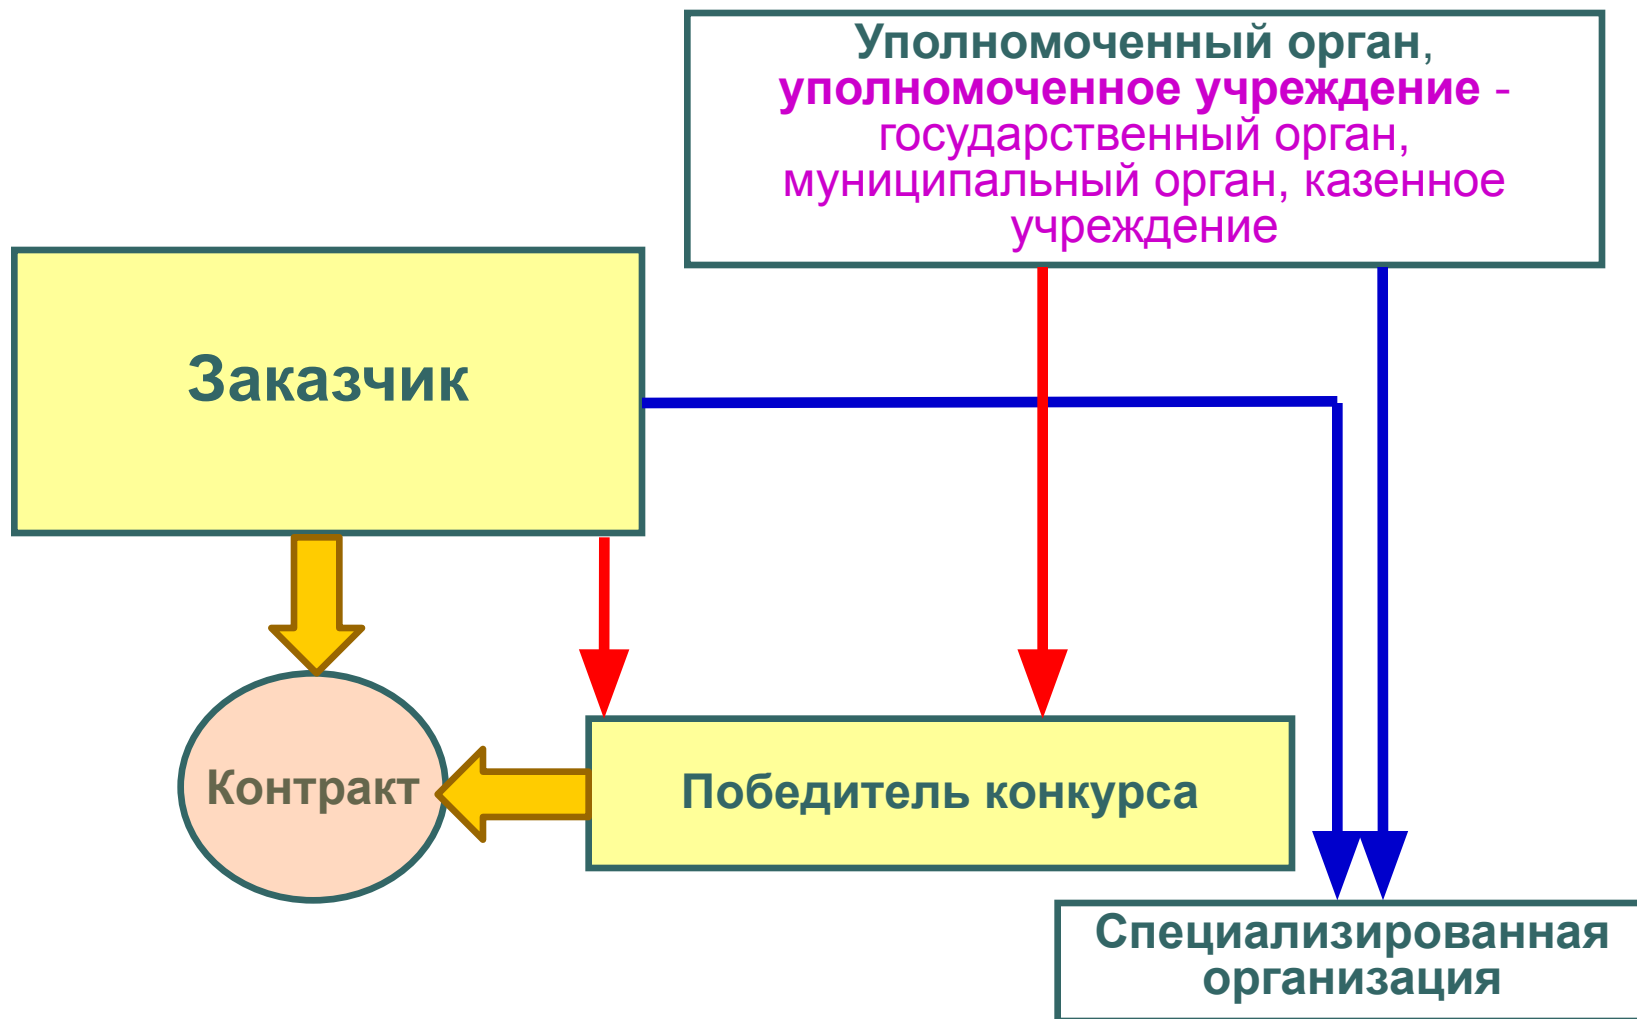 Уполномоченный орган,
уполномоченное учреждение -
государственный орган,
муниципальный орган, казенное
учреждение
Заказчик
Контракт
Победитель конкурса
Специализированная
организация